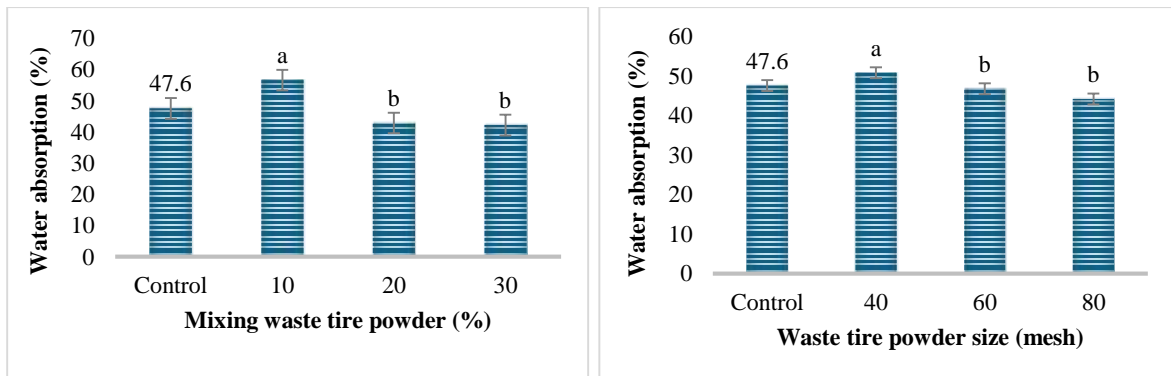 Water absorption (%)
70
60
50
40
30
20
10
0
47.6
a
b
b
Control
10
20
30
Mixing waste tire powder (%)
Water absorption (%)
60
50
40
30
20
10
0
47.6
a
b
b
Control
40
60
80
Waste tire powder size (mesh)